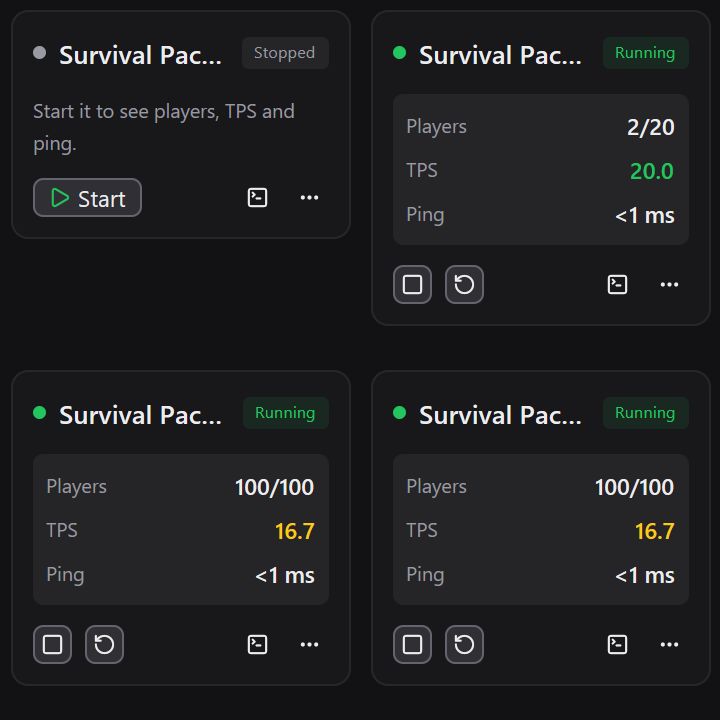 Survival Pac... Stopped
Start it to see players, TPS and
ping.
Start
Survival Pac... Running
Players 2/20
TPS 20.0
Ping <1 ms
Survival Pac... Running
Players 100/100
TPS 16.7
Ping <1 ms
Survival Pac... Running
Players 100/100
TPS 16.7
Ping <1 ms